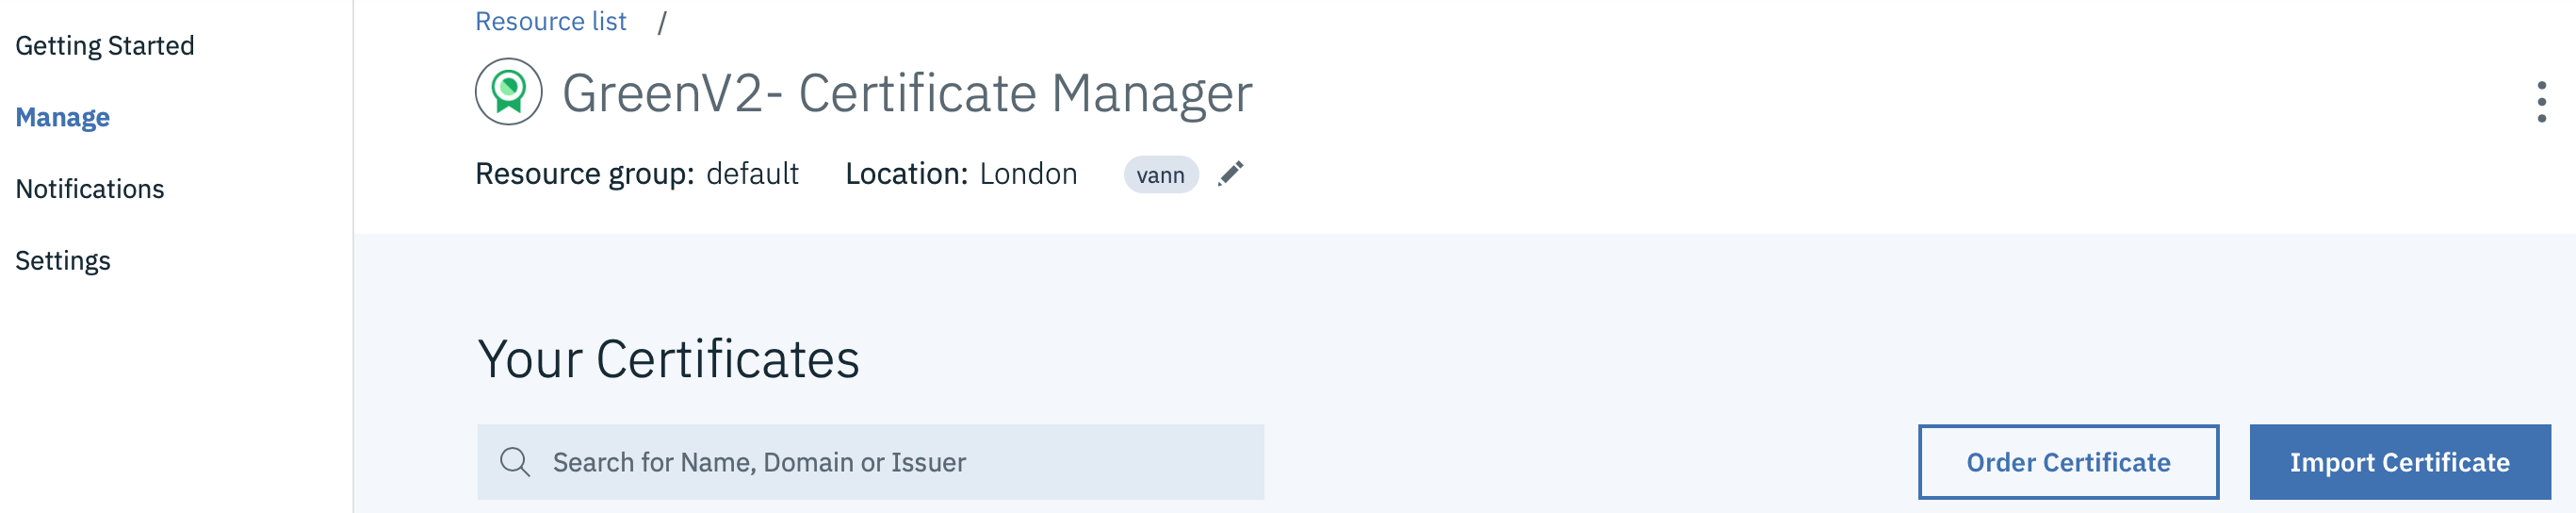 Getting Started
Manage
Notifications
Settings
Resource list /
GreenV2- Certificate Manager
Resource group: default Location: London vann
Your Certificates
Search for Name, Domain or Issuer
Order Certificate
Import Certificate